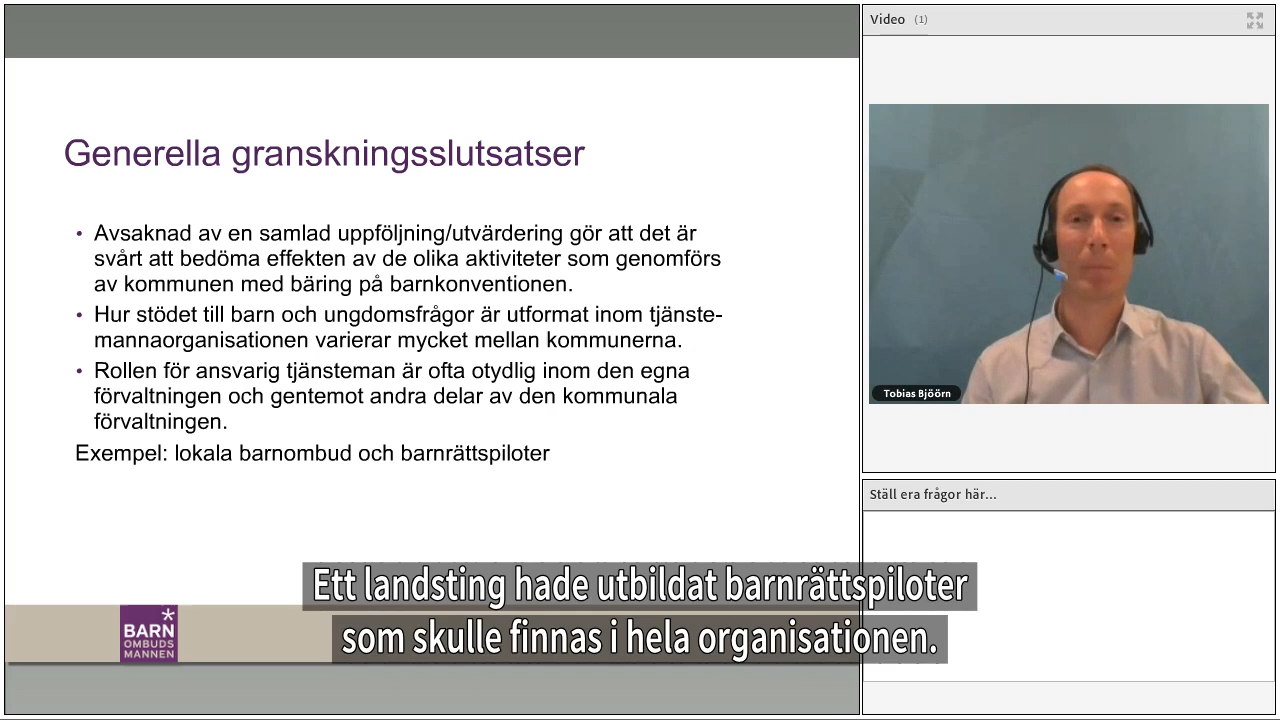 Generella granskningsslutsatser
• Avsaknad av en samlad uppföljning/utvärdering gör att det är
svårt att bedöma effekten av de olika aktiviteter som genomförs
av kommunen med bäring på barnkonventionen.
• Hur stödet till barn och ungdomsfrågor är utformat inom tjänste-
mannaorganisationen varierar mycket mellan kommunerna.
• Rollen för ansvarig tjänsteman är ofta otydlig inom den egna
förvaltningen och gentemot andra delar av den kommunala
förvaltningen.
Exempel: lokala barnombud och barnrättspiloter
BARN
OMBUDS
MANNEN
Video (1)
Tobias Bjöörn
Ställ era frågor här...
Ett landsting hade utbildat barnrättspiloter
som skulle finnas i hela organisationen.